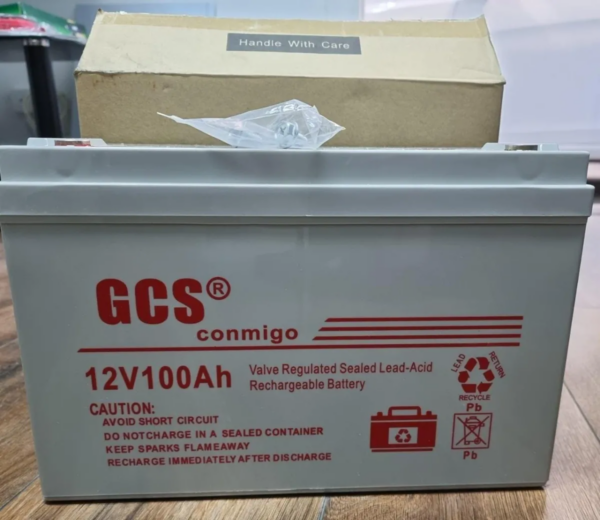 Handle With Care
GCS®
conmigo
12V100Ah
Valve Regulated Sealed Lead-Acid
Rechargeable Battery
CAUTION:
AVOID SHORT CIRCUIT
DO NOTCHARGE IN A SEALED CONTAINER
KEEP SPARKS FLAMEAWAY
RECHARGE IMMEDIATELY AFTER DISCHARGE
LEAD RETURN
RECYCLE
Pb
Pb